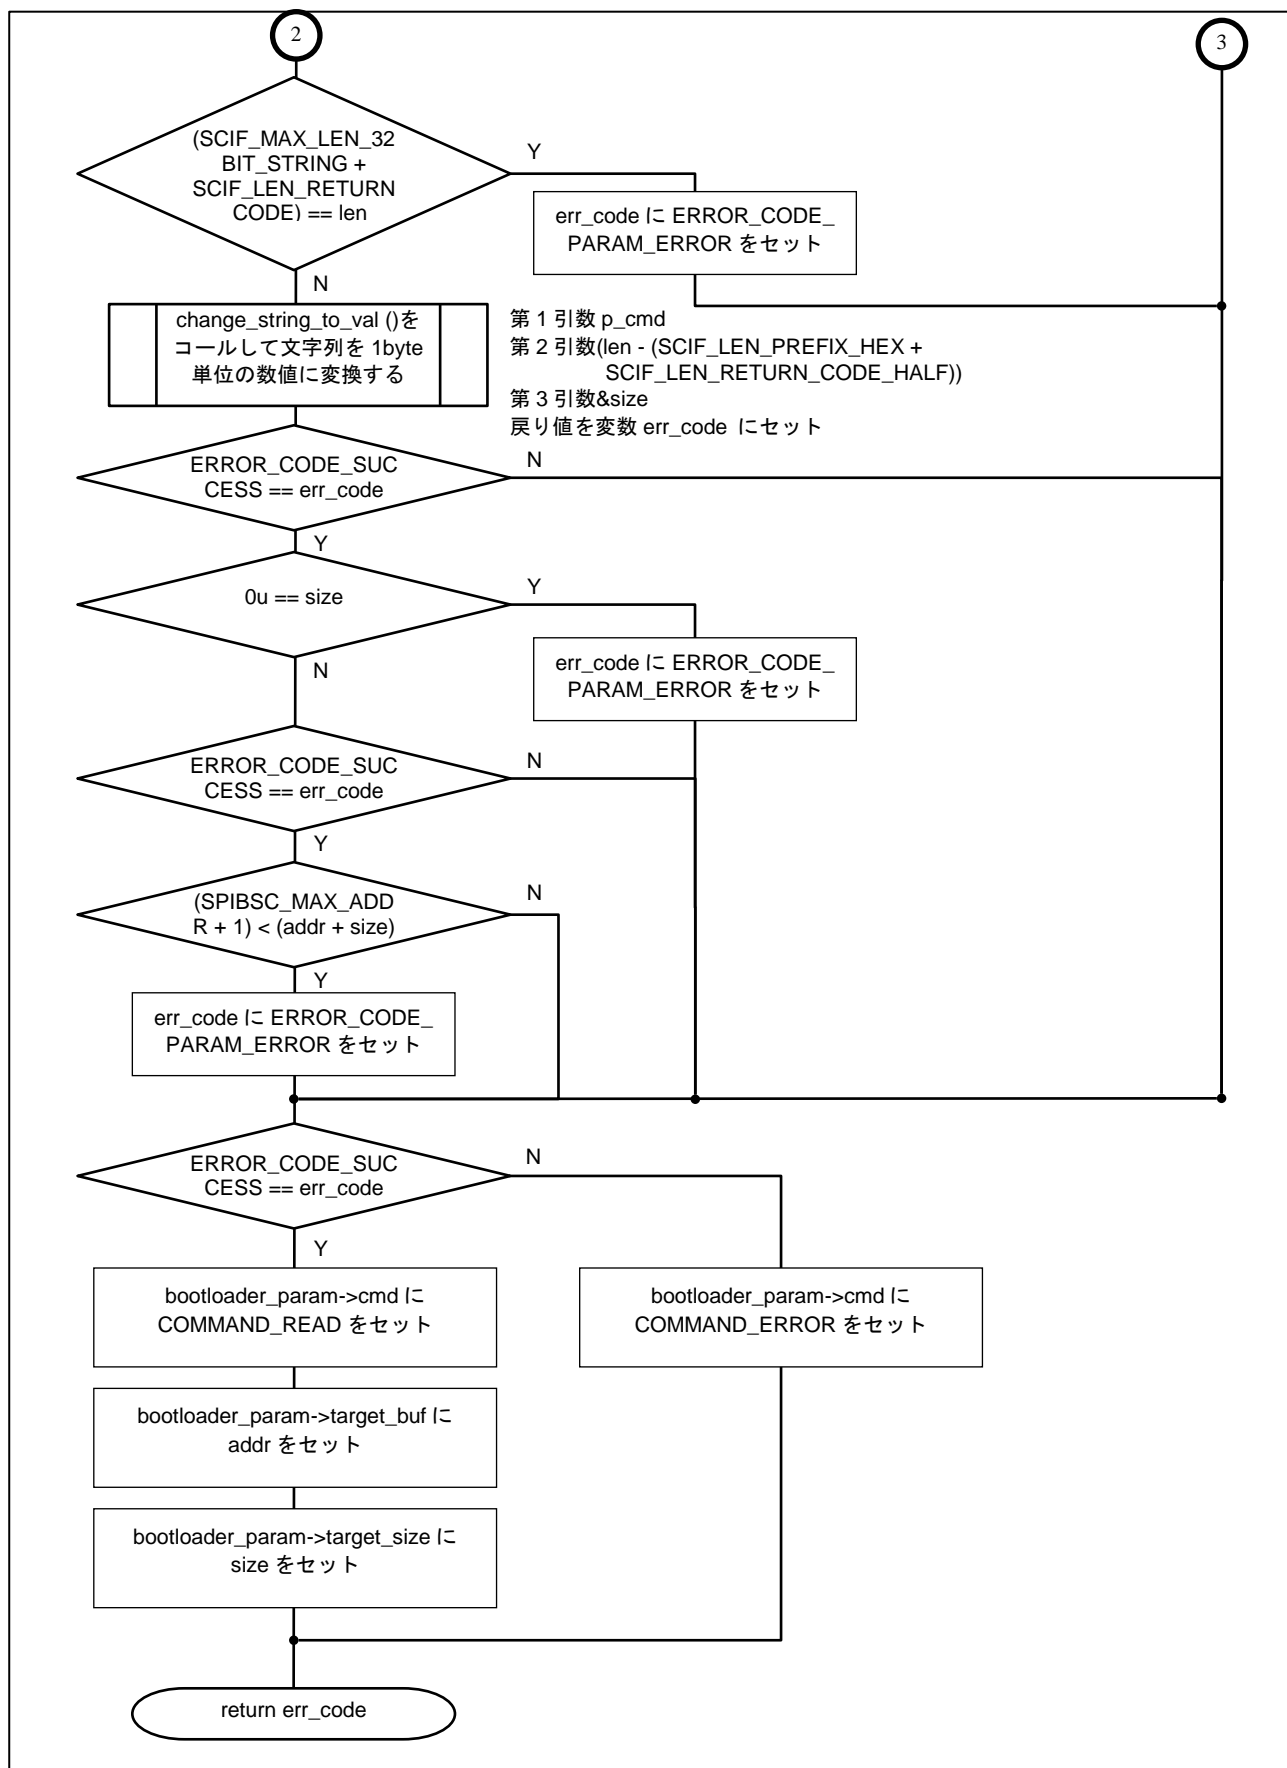 2
3
(SCIF_MAX_LEN_32
BIT_STRING +
SCIF_LEN_RETURN
CODE) == len
Y
err_code に ERROR_CODE_
PARAM_ERROR をセット
N
change_string_to_val ()を
コールして文字列を 1byte
単位の数値に変換する
第 1 引数 p_cmd
第 2 引数(len - (SCIF_LEN_PREFIX_HEX +
SCIF_LEN_RETURN_CODE_HALF))
第 3 引数&size
戻り値を変数 err_code にセット
ERROR_CODE_SUC
CESS == err_code
N
Y
0u == size
Y
err_code に ERROR_CODE_
PARAM_ERROR をセット
N
ERROR_CODE_SUC
CESS == err_code
N
Y
(SPIBSC_MAX_ADD
R + 1) < (addr + size)
N
Y
err_code に ERROR_CODE_
PARAM_ERROR をセット
ERROR_CODE_SUC
CESS == err_code
N
Y
bootloader_param->cmd に
COMMAND_READ をセット
bootloader_param->cmd に
COMMAND_ERROR をセット
bootloader_param->target_buf に
addr をセット
bootloader_param->target_size に
size をセット
return err_code